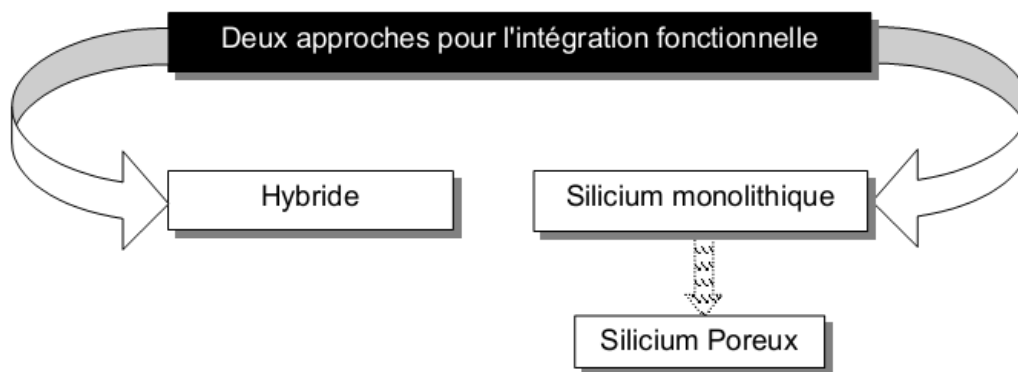 Deux approches pour l'intégration fonctionnelle
Hybride
Silicium monolithique
Silicium Poreux